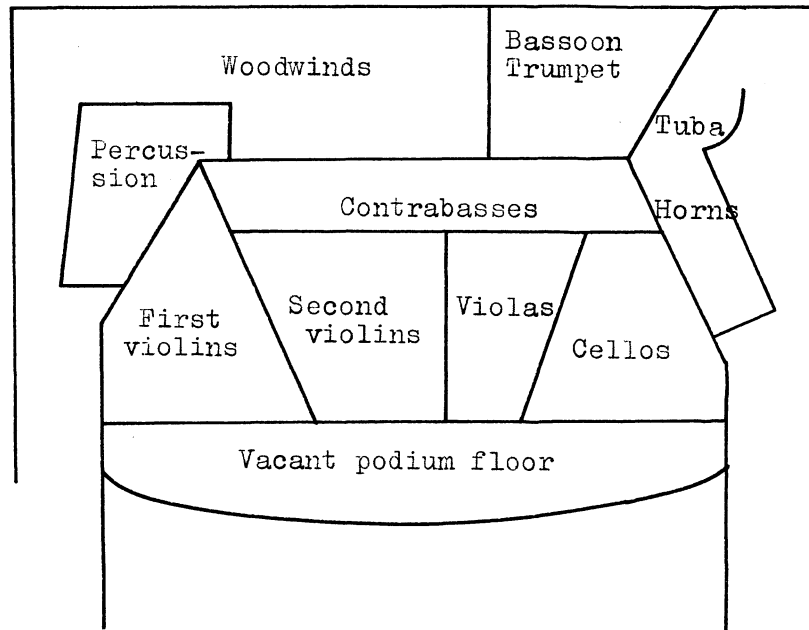 Woodwinds
Bassoon
Trumpet
Tuba
Percus-
sion
Contrabasses
Horns
First
violins
Second
violins
Violas
Cellos
Vacant podium floor